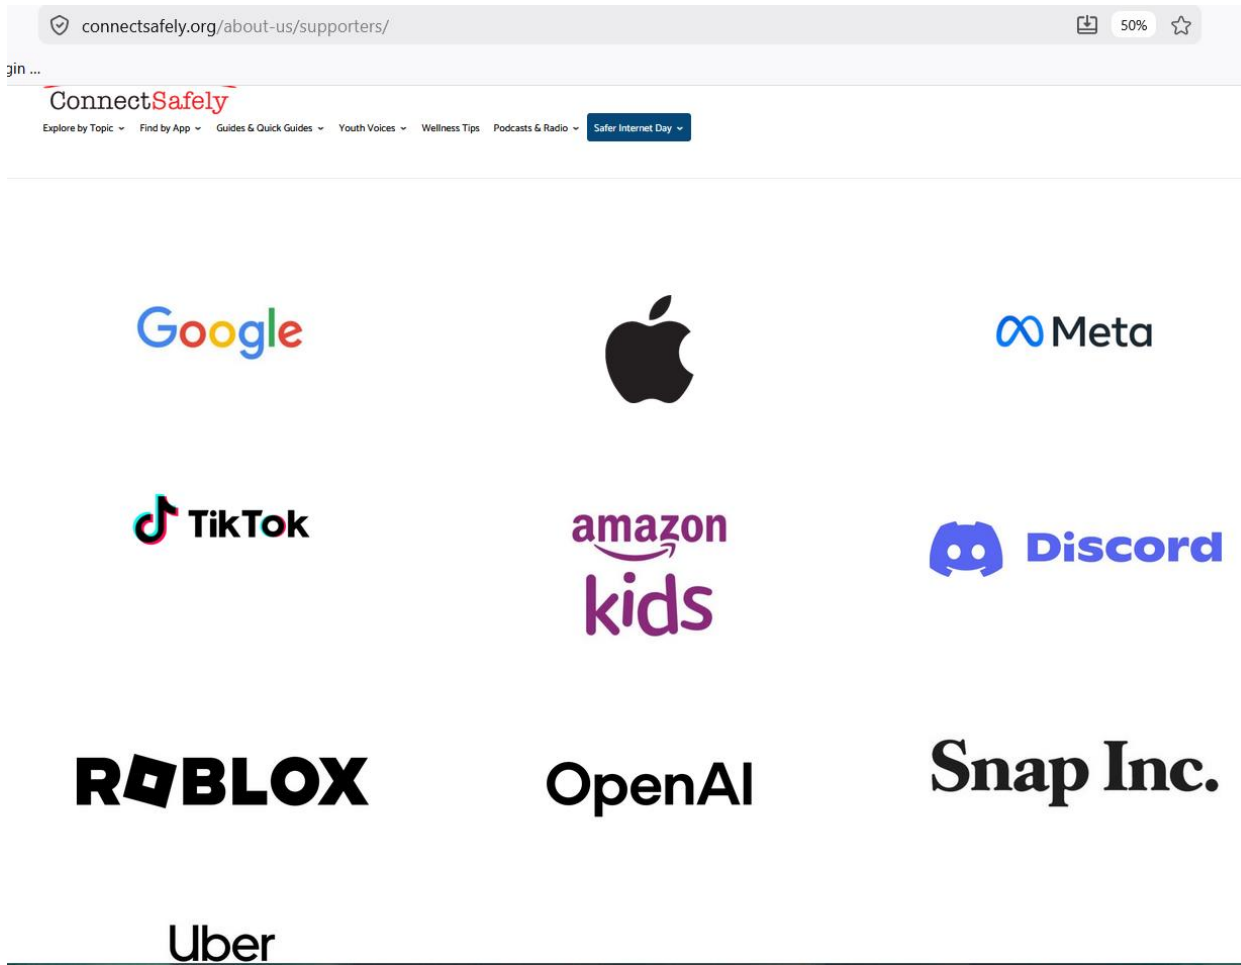 connectsafely.org/about-us/supporters/
50%
gin ...
ConnectSafely
Explore by Topic Find by App Guides & Quick Guides Youth Voices Wellness Tips Podcasts & Radio Safer Internet Day
Google
Meta
TikTok
amazon
kids
Discord
ROBLOX
OpenAI
Snap Inc.
Uber